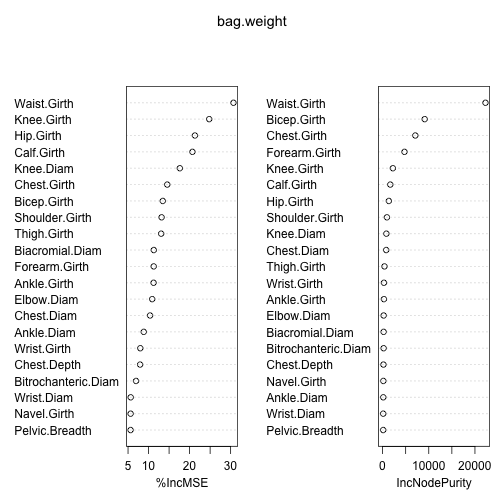 bag.weight
Waist.Girth
Knee.Girth
Hip.Girth
Calf.Girth
Knee.Diam
Chest.Girth
Bicep.Girth
Shoulder.Girth
Thigh.Girth
Biacromial.Diam
Forearm.Girth
Ankle.Girth
Elbow.Diam
Chest.Diam
Ankle.Diam
Wrist.Girth
Chest.Depth
Bitrochanteric.Diam
Wrist.Diam
Navel.Girth
Pelvic.Breadth
5 10 20 30
%IncMSE
Waist.Girth
Bicep.Girth
Chest.Girth
Forearm.Girth
Knee.Girth
Calf.Girth
Hip.Girth
Shoulder.Girth
Knee.Diam
Chest.Diam
Thigh.Girth
Wrist.Girth
Ankle.Girth
Elbow.Diam
Biacromial.Diam
Bitrochanteric.Diam
Chest.Depth
Navel.Girth
Ankle.Diam
Wrist.Diam
Pelvic.Breadth
0 10000 20000
IncNodePurity